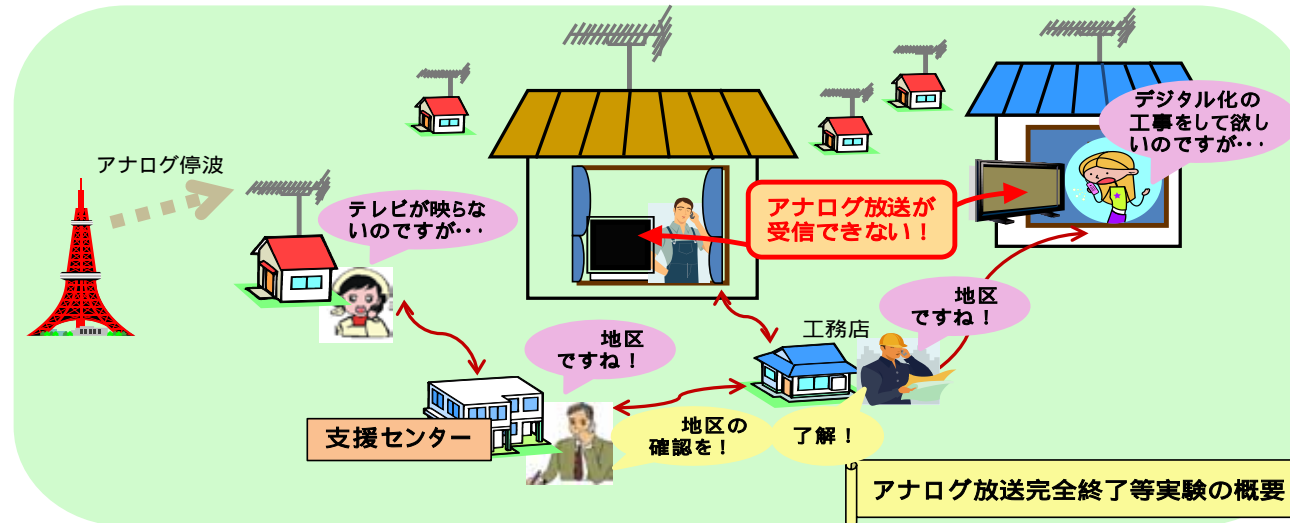 アナログ停波
テレビが映らな
いのですが・・・
アナログ放送が
受信できない！
デジタル化の
工事をして欲し
いのですが・・・
地区
ですね！
工務店
地区
ですね！
支援センター
地区の
確認を！
了解！
アナログ放送完全終了等実験の概要